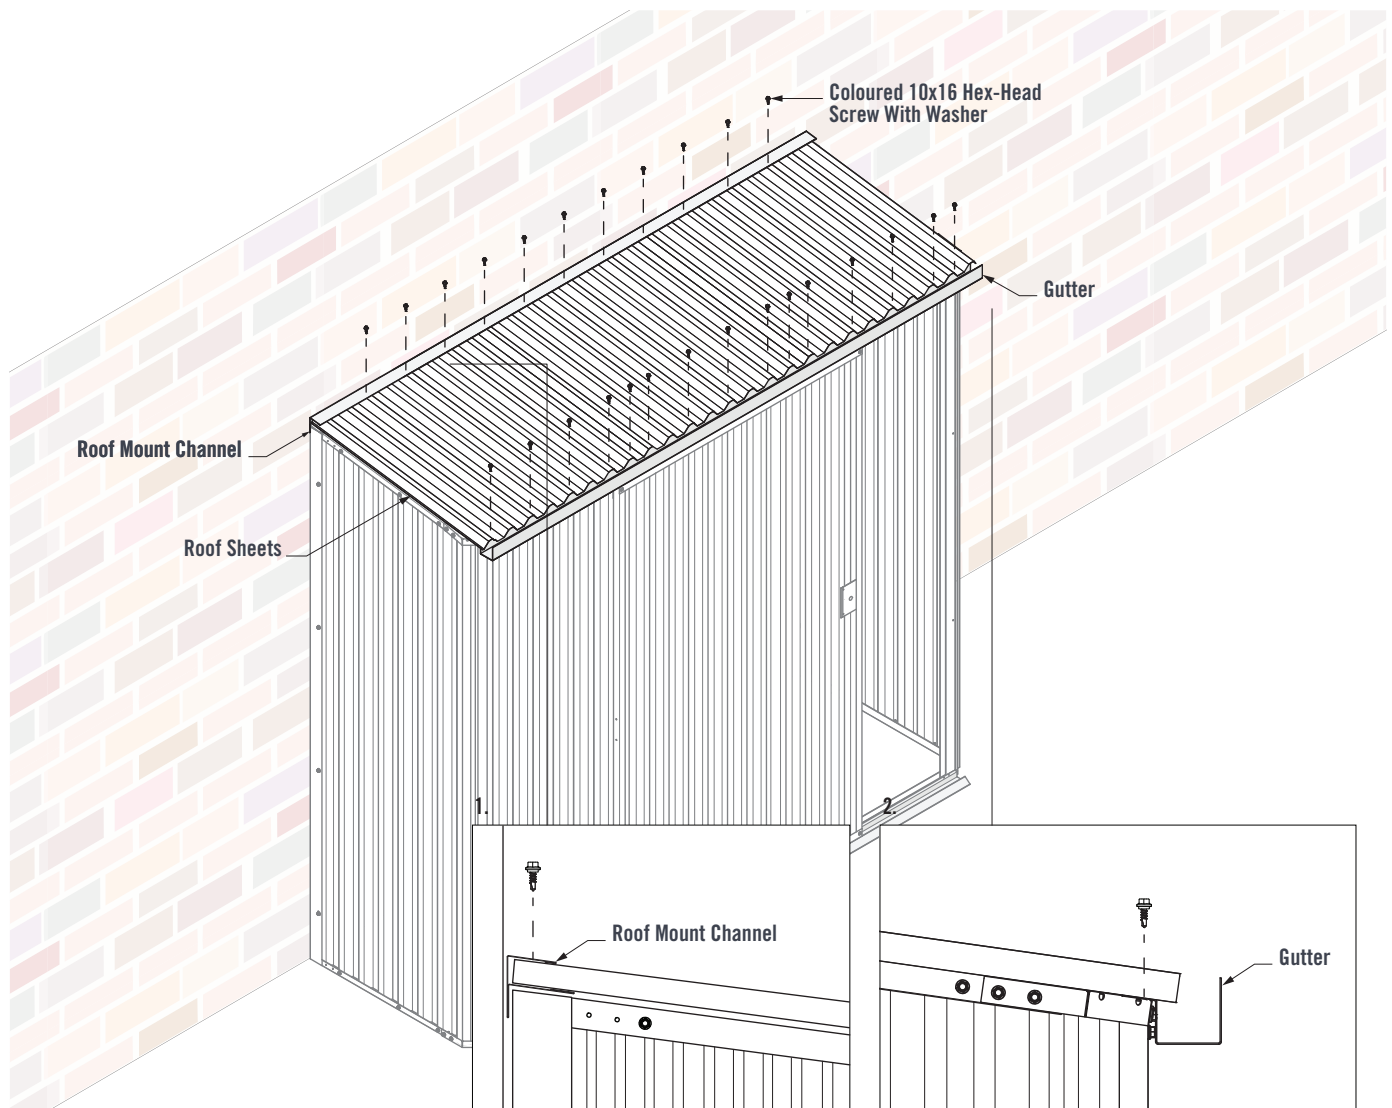 Coloured 10x16 Hex-Head
Screw With Washer
Gutter
Roof Mount Channel
Roof Sheets
1.
2.
Roof Mount Channel
Gutter